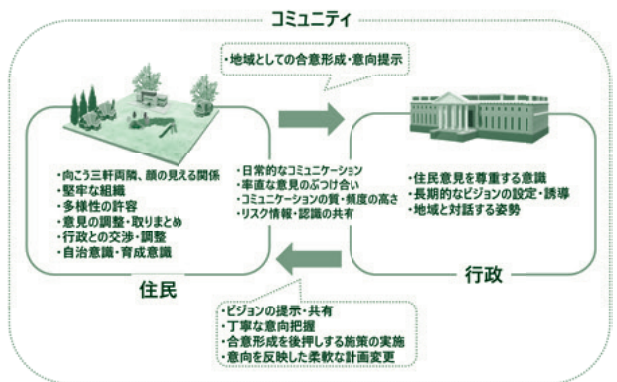 コミュニティ
・地域としての合意形成・意向提示
・向こう三軒両隣、顔の見える関係
・堅牢な組織
・多様性の許容
・意見の調整・取りまとめ
・行政との交渉・調整
・自治意識・育成意識
住民
・日常的なコミュニケーション
・率直な意見のぶつけ合い
・コミュニケーションの質・頻度の高さ
・リスク情報・認識の共有
・住民意見を尊重する意識
・長期的なビジョンの設定・誘導
・地域と対話する姿勢
行政
・ビジョンの提示・共有
・丁寧な意向把握
・合意形成を後押しする施策の実施
・意向を反映した柔軟な計画変更